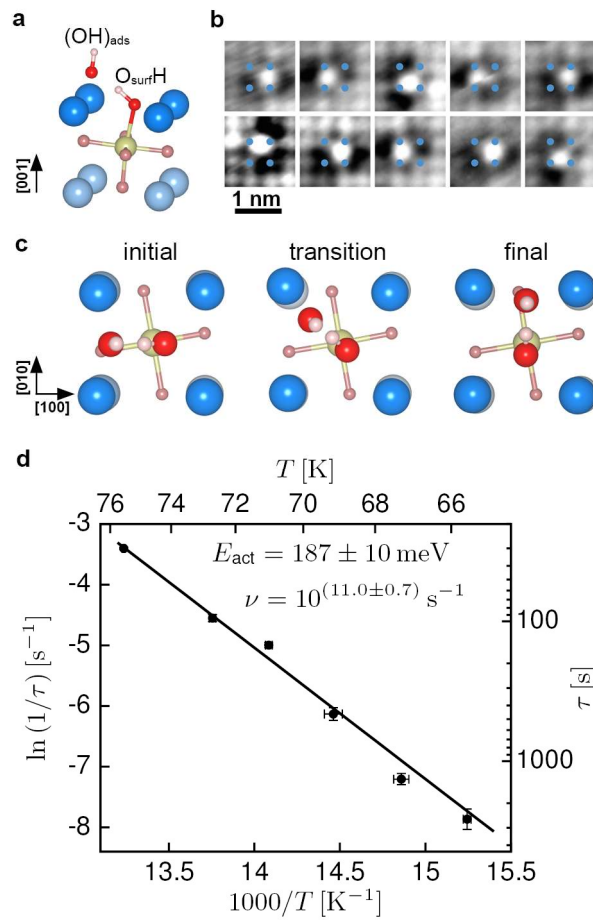 a
(OH)ads
OsurfH
[001]
b
1 nm
c
initial
transition
final
[010]
[100]
d
T [K]
76 74 72 70 68 66
Eact = 187 ± 10 meV
ν = 10^(11.0±0.7) s−1
ln (1/τ) [s−1]
-3
-4
-5
-6
-7
-8
100
1000
τ [s]
13.5 14 14.5 15 15.5
1000/T [K−1]